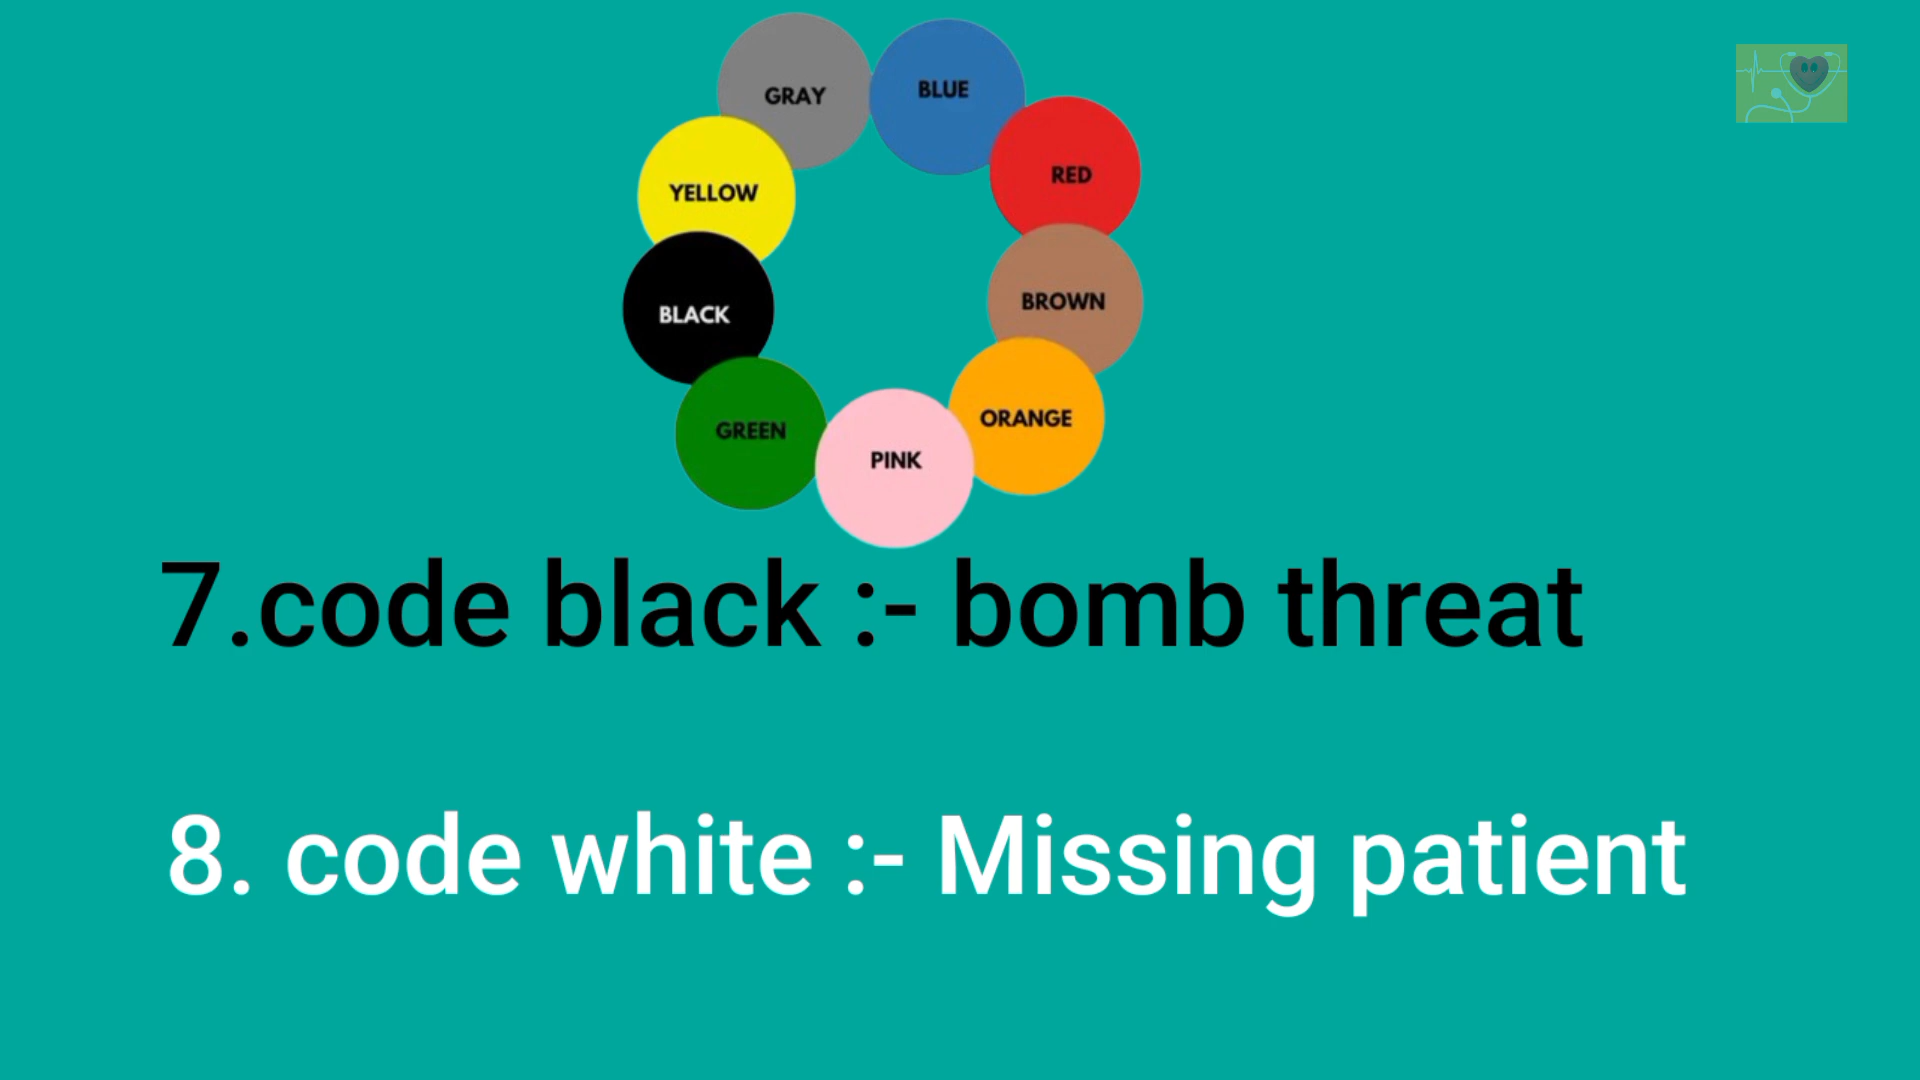 GRAY
BLUE
RED
YELLOW
BROWN
BLACK
ORANGE
GREEN
PINK
7.code black :- bomb threat
8. code white :- Missing patient